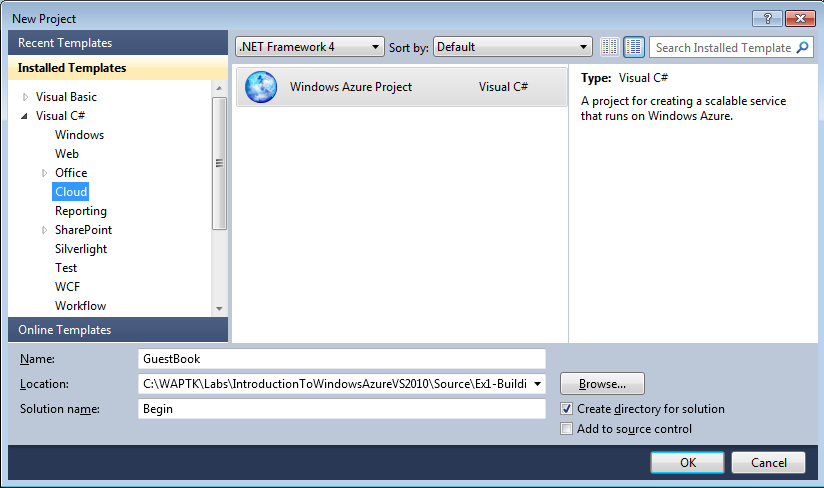 New Project
Recent Templates
Installed Templates
Visual Basic
Visual C#
Windows
Web
Office
Cloud
Reporting
SharePoint
Silverlight
Test
WCF
Workflow
Online Templates
.NET Framework 4 Sort by: Default Search Installed Template
Windows Azure Project Visual C#
Type: Visual C#
A project for creating a scalable service
that runs on Windows Azure.
Name: GuestBook
Location: C:\WAPTK\Labs\IntroductionToWindowsAzureVS2010\Source\Ex1-Buildi Browse...
Solution name: Begin
Create directory for solution
Add to source control
OK Cancel